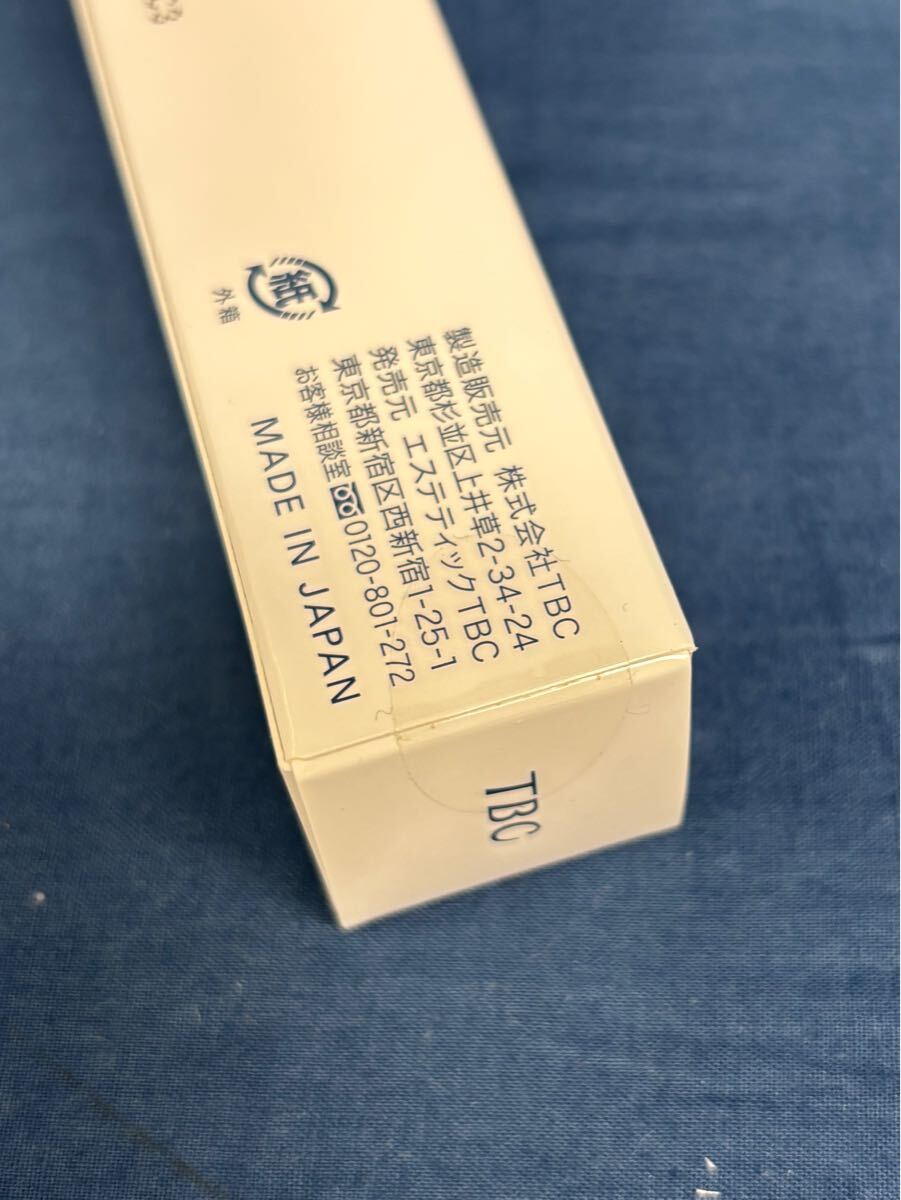 紙
外箱
製造販売元 株式会社TBC
東京都杉並区上井草2-34-24
発売元 エステティックTBC
東京都新宿区西新宿1-25-1
お客様相談室 0120-801-272
MADE IN JAPAN
TBC